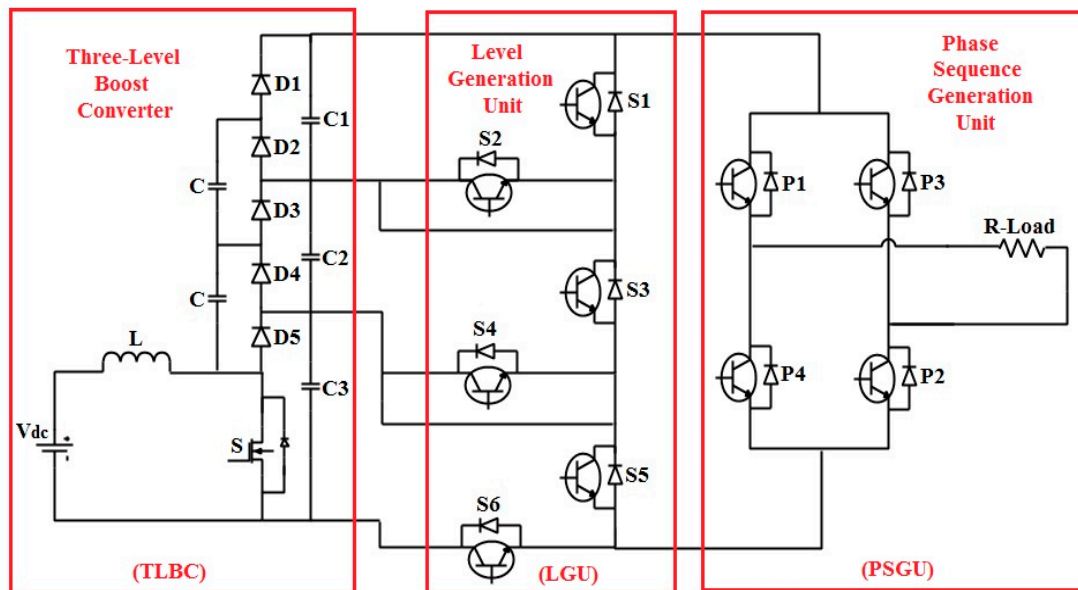 Three-Level
Boost
Converter
Level
Generation
Unit
Phase
Sequence
Generation
Unit
D1
C1
S1
D2
S2
C
P1
P3
D3
R-Load
C2
D4
S3
C
S4
D5
L
P4
P2
C3
Vdc
S
S5
S6
(TLBC)
(LGU)
(PSGU)